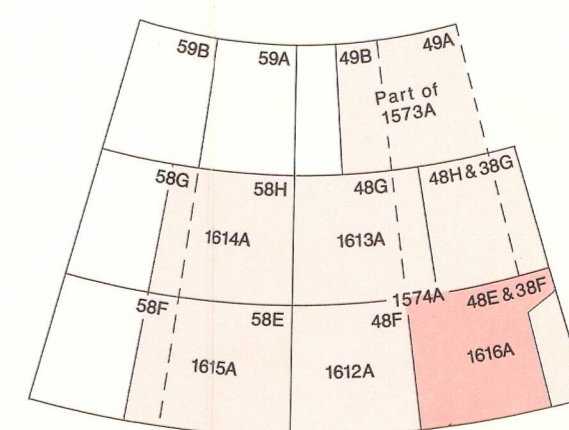 59B
59A
49B
49A
Part of
1573A
58G
58H
48G
48H & 38G
1614A
1613A
58F
58E
48F
1574A
48E & 38F
1615A
1612A
1616A